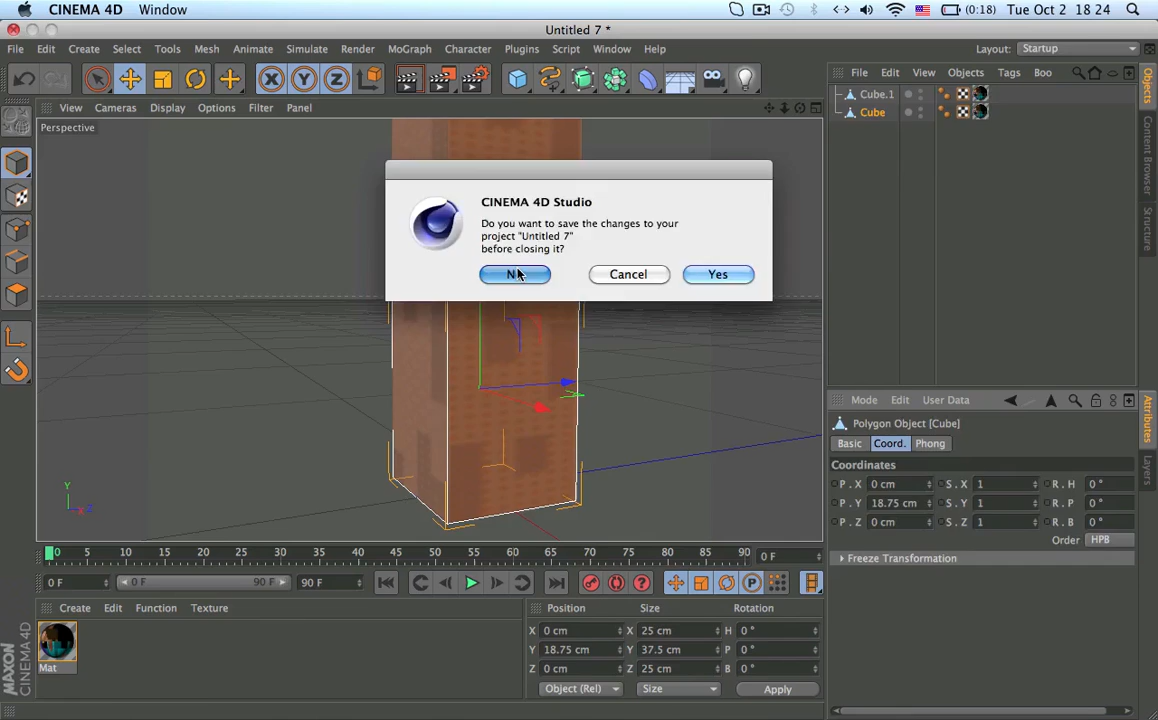 CINEMA 4D Window
(0:18) Tue Oct 2 18 24
Untitled 7 *
File Edit Create Select Tools Mesh Animate Simulate Render MoGraph Character Plugins Script Window Help
Layout: Startup
X Y Z
File Edit View Objects Tags Boo
View Cameras Display Options Filter Panel
Perspective
Cube.1
Cube
Objects
Content Browser
Structure
CINEMA 4D Studio
Do you want to save the changes to your
project "Untitled 7"
before closing it?
Cancel Yes
Mode Edit User Data
Polygon Object [Cube]
Basic Coord. Phong
Coordinates
P . X 0 cm S . X 1 R . H 0 °
P . Y 18.75 cm S . Y 1 R . P 0 °
P . Z 0 cm S . Z 1 R . B 0 °
Order HPB
Freeze Transformation
Attributes
Layers
Y
X Z
0 5 10 15 20 25 30 35 40 45 50 55 60 65 70 75 80 85 90 0 F
0 F 0 F 90 F 90 F
P
Create Edit Function Texture
Mat
MAXON
CINEMA 4D
Position Size Rotation
X 0 cm X 25 cm H 0 °
Y 18.75 cm Y 37.5 cm P 0 °
Z 0 cm Z 25 cm B 0 °
Object (Rel) Size Apply